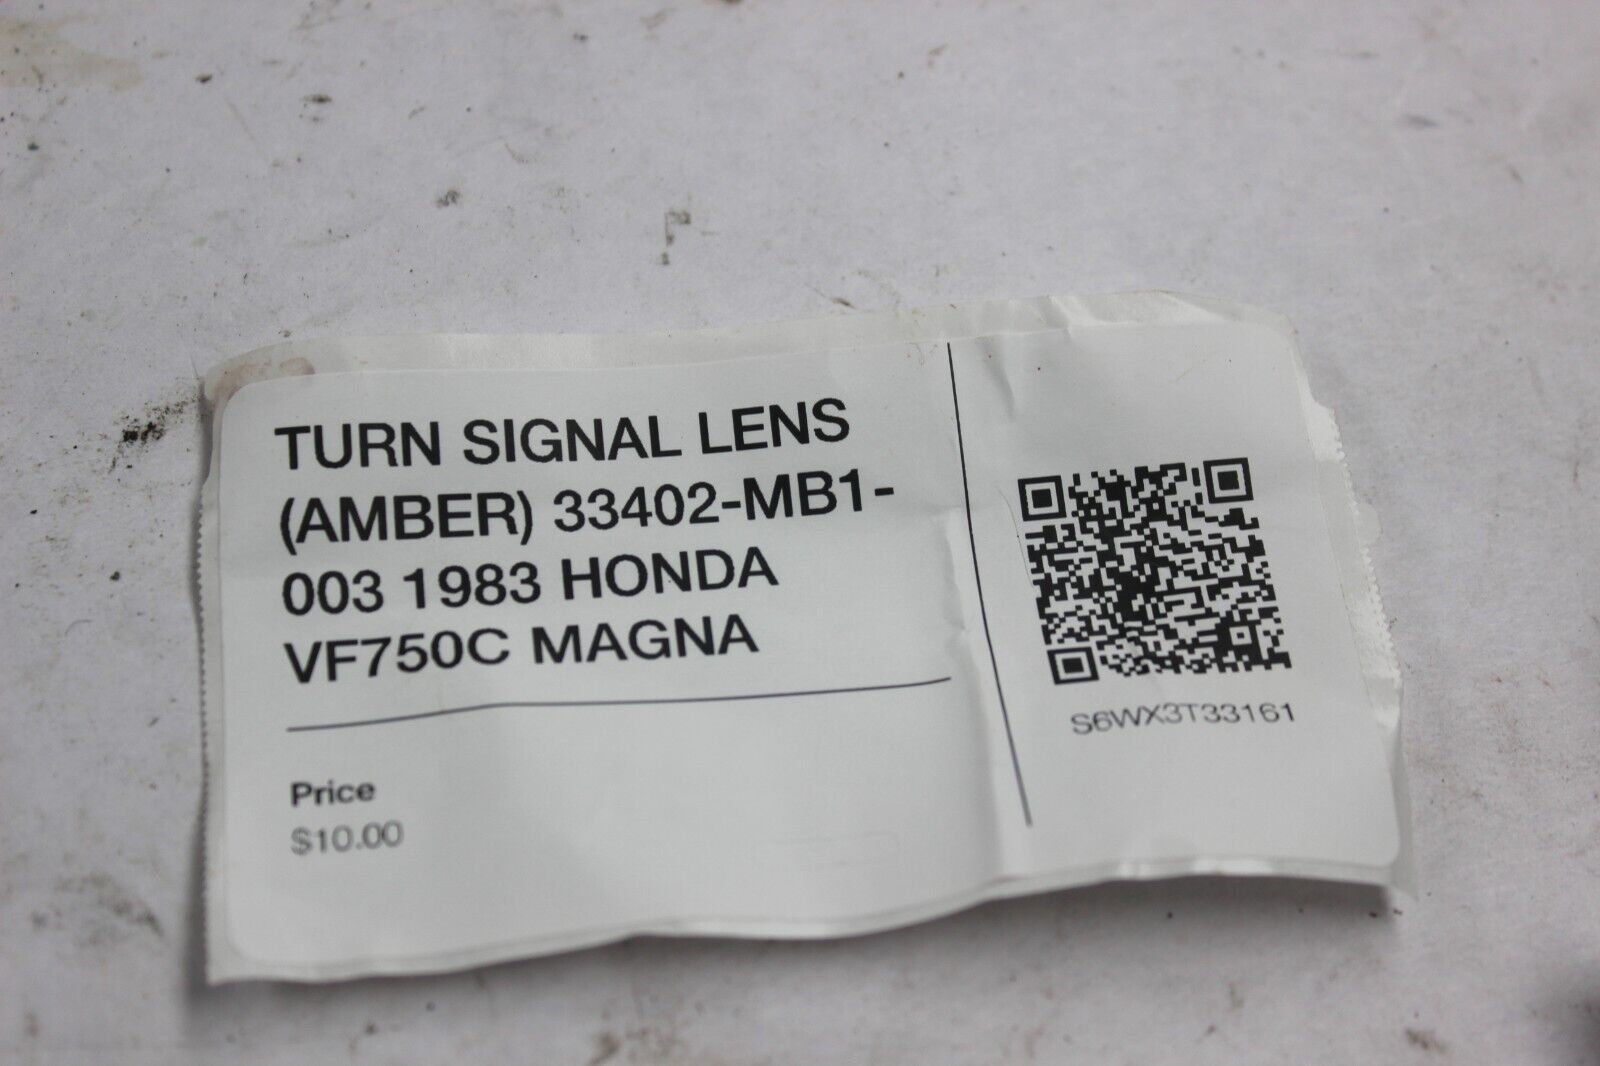 TURN SIGNAL LENS
(AMBER) 33402-MB1-
003 1983 HONDA
VF750C MAGNA
Price
$10.00
S6WX3T33161